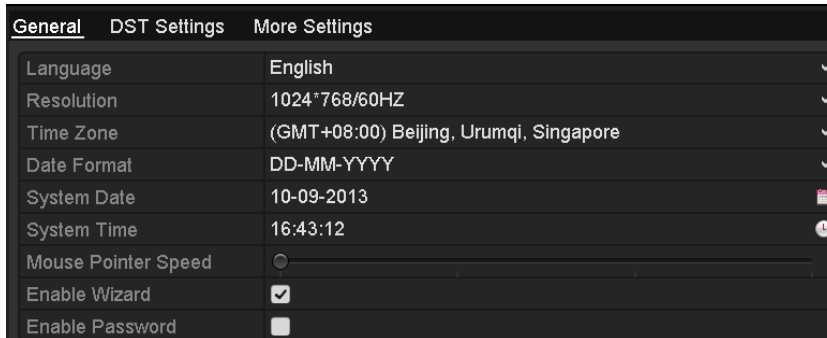 General DST Settings More Settings
Language English
Resolution 1024*768/60HZ
Time Zone (GMT+08:00) Beijing, Urumqi, Singapore
Date Format DD-MM-YYYY
System Date 10-09-2013
System Time 16:43:12
Mouse Pointer Speed
Enable Wizard
Enable Password